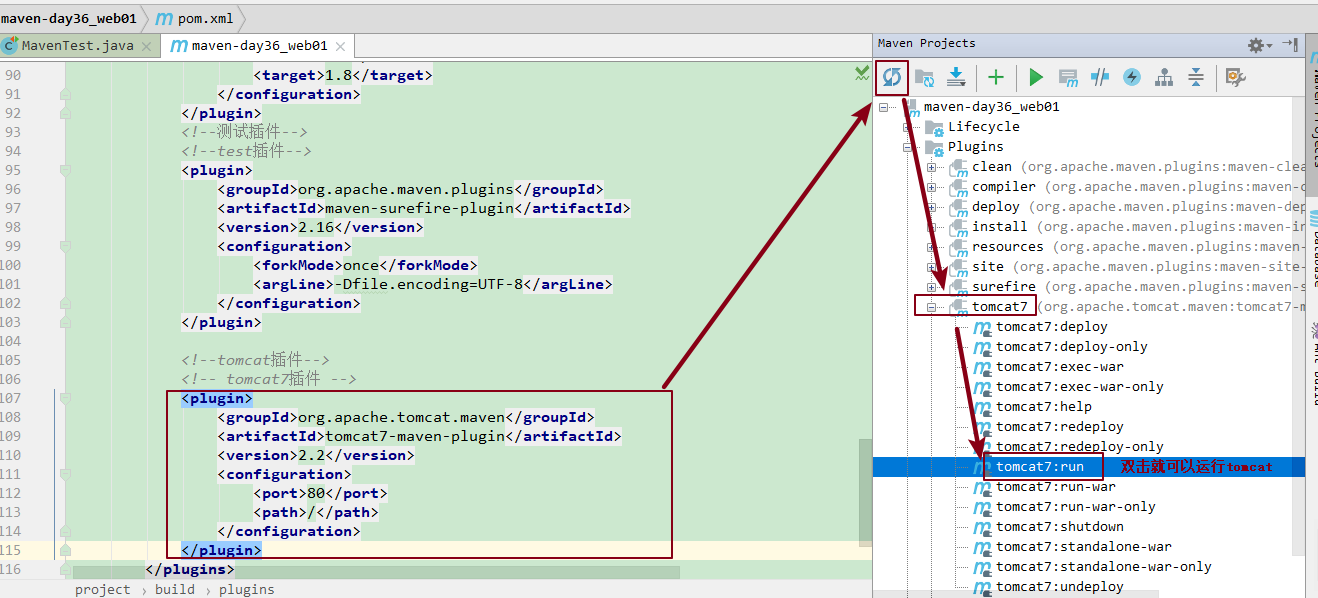 maven-day36_web01 pom.xml
MavenTest.java maven-day36_web01
90 <target>1.8</target>
91 </configuration>
92 </plugin>
93 <!--测试插件-->
94 <!--test插件-->
95 <plugin>
96 <groupId>org.apache.maven.plugins</groupId>
97 <artifactId>maven-surefire-plugin</artifactId>
98 <version>2.16</version>
99 <configuration>
100 <forkMode>once</forkMode>
101 <argLine>-Dfile.encoding=UTF-8</argLine>
102 </configuration>
103 </plugin>
104
105 <!--tomcat插件-->
106 <!-- tomcat7插件 -->
107 <plugin>
108 <groupId>org.apache.tomcat.maven</groupId>
109 <artifactId>tomcat7-maven-plugin</artifactId>
110 <version>2.2</version>
111 <configuration>
112 <port>80</port>
113 <path>/</path>
114 </configuration>
115 </plugin>
116 </plugins>
project › build › plugins
Maven Projects
maven-day36_web01
Lifecycle
Plugins
clean (org.apache.maven.plugins:maven-clea
compiler (org.apache.maven.plugins:maven-c
deploy (org.apache.maven.plugins:maven-dep
install (org.apache.maven.plugins:maven-in
resources (org.apache.maven.plugins:maven-
site (org.apache.maven.plugins:maven-site-
surefire (org.apache.maven.plugins:maven-s
tomcat7 (org.apache.tomcat.maven:tomcat7-m
tomcat7:deploy
tomcat7:deploy-only
tomcat7:exec-war
tomcat7:exec-war-only
tomcat7:help
tomcat7:redeploy
tomcat7:redeploy-only
tomcat7:run 双击就可以运行tomcat
tomcat7:run-war
tomcat7:run-war-only
tomcat7:shutdown
tomcat7:standalone-war
tomcat7:standalone-war-only
tomcat7:undeploy